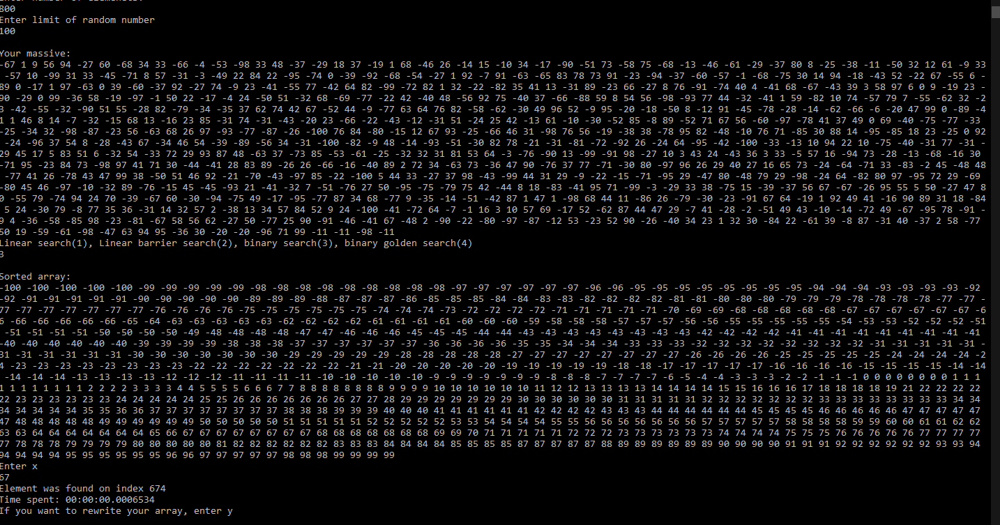 800
Enter limit of random number
100
Your massive:
-67 1 9 56 94 -27 60 -68 34 33 -66 -4 -53 -98 33 48 -37 -29 18 37 -19 1 68 -46 26 -14 15 -10 34 -17 -90 -51 73 -58 75 -68 -13 -46 -61 -29 -37 80 8 -25 -38 -11 -50 32 12 61 -9 33
-57 10 -99 31 33 -45 -71 8 57 -31 -3 -49 22 84 22 -95 -74 0 -39 -92 -68 -54 -27 1 92 -7 91 -63 -65 83 78 73 91 -23 -94 -37 -60 -57 -1 -68 -75 30 14 94 -18 -43 52 -22 67 -55 6 -
89 0 -17 1 97 -63 0 39 -60 -37 92 -27 74 -9 23 -41 -55 77 -42 64 82 -99 -72 82 1 32 -22 -82 35 41 13 -31 89 -23 66 -27 8 76 -91 -74 40 4 -41 68 -67 -43 39 3 58 97 6 0 9 -19 23 -
90 -29 0 99 -36 58 -19 -97 -1 50 22 -17 -4 24 -50 51 -32 68 -69 -77 -22 42 -40 48 -56 92 75 -40 37 -66 -88 59 8 54 56 -98 -93 77 44 -32 -41 1 59 -82 10 74 -57 79 7 -55 -62 32 -2
3 -42 -55 -32 -90 51 55 -28 82 -79 -34 -35 37 62 74 42 67 -52 44 -9 -77 63 64 76 82 -58 -62 -30 49 96 52 -9 95 -20 -18 -50 8 -12 91 -45 -78 -28 -14 -62 -66 -6 -20 47 99 0 -89 -4
1 1 46 8 14 -7 -32 -15 68 13 -16 23 85 -31 74 -31 -43 -20 23 -66 -22 -43 -12 -31 51 -24 25 42 -13 61 -10 -30 -52 85 -8 89 -52 71 67 56 -60 -97 -78 41 37 49 0 69 -40 -75 -77 -33
-25 -34 32 -98 -87 -23 56 -63 68 26 97 -93 -77 -87 -26 -100 76 84 -80 -15 12 67 93 -25 -66 46 31 -98 76 56 -19 -38 38 -78 95 82 -48 -10 76 71 -85 30 88 14 -95 -85 18 23 -25 0 92
-24 -96 37 54 8 -28 -43 67 -34 46 54 -39 -89 -56 34 -31 -100 -82 -9 48 -14 -93 -51 -30 82 78 -21 -31 -81 -72 -92 26 -24 64 -95 -42 -100 -33 -13 10 94 22 10 -75 -40 -31 77 -31 -
29 45 17 5 83 51 6 -32 54 -33 72 29 93 87 48 -63 37 -73 85 -53 -61 -25 -32 32 31 81 53 64 -3 -76 -90 13 -99 -91 98 -27 10 3 43 24 -43 36 3 33 -5 57 16 -94 73 -28 -13 -68 -16 30
-71 95 -23 84 73 -98 97 41 71 30 -44 -41 28 83 89 -26 26 -66 -16 -40 89 2 72 34 -63 73 -36 47 90 -76 37 77 -71 -30 80 -97 96 26 29 40 27 16 65 73 -24 -64 -71 33 -83 -2 45 -48 48
-77 41 26 -78 43 47 99 38 -50 51 46 92 -21 -70 -43 -97 85 -22 -100 5 44 33 -27 37 98 -43 -99 44 31 29 -9 -22 -15 -71 -95 29 -47 80 -48 79 29 -98 -24 64 -82 80 97 -95 72 29 -69
-80 45 46 -97 -10 -32 89 -76 -15 45 -45 -93 21 -41 -32 7 -51 -76 27 50 -95 -75 -79 75 42 -44 8 18 -83 -41 95 71 -99 -3 -29 33 38 -75 15 -39 -37 56 67 -67 -26 95 55 5 50 -27 47 8
0 -55 79 -74 94 24 70 -39 -67 60 -30 -94 -75 49 -17 -95 -77 87 34 68 -77 9 -35 -14 -51 -42 87 1 47 1 -98 68 44 11 -86 26 -79 -30 -23 -91 67 64 -19 1 92 49 41 -16 90 89 31 18 -84
5 24 -30 79 -8 77 35 36 -31 14 32 57 2 -38 13 34 57 84 52 9 24 -100 -41 -72 64 -7 -1 16 3 10 57 69 -17 52 -62 87 44 47 29 -7 41 -28 -2 -51 49 43 -10 -14 -72 49 -67 -95 78 -91 -
9 4 -36 -58 -85 98 -23 -81 -67 58 56 62 -27 50 -77 25 90 -91 -46 -41 67 -48 2 -90 -22 -80 -97 -87 -12 53 -23 52 90 -26 -40 34 23 1 32 30 -84 22 -61 39 -8 87 -31 40 -37 2 58 -77
50 19 -59 -61 -98 -47 63 94 95 -36 30 -20 -20 -96 71 99 -11 -11 -98 -11
Linear search(1), Linear barrier search(2), binary search(3), binary golden search(4)
3
Sorted array:
-100 -100 -100 -100 -100 -99 -99 -99 -99 -99 -98 -98 -98 -98 -98 -98 -98 -98 -97 -97 -97 -97 -97 -97 -96 -96 -95 -95 -95 -95 -95 -95 -95 -95 -94 -94 -94 -93 -93 -93 -93 -92
-92 -91 -91 -91 -91 -91 -90 -90 -90 -90 -90 -89 -89 -89 -88 -87 -87 -87 -86 -85 -85 -85 -84 -84 -83 -83 -82 -82 -82 -82 -81 -81 -80 -80 -80 -79 -79 -79 -78 -78 -78 -78 -77 -77 -
77 -77 -77 -77 -77 -77 -77 -76 -76 -76 -76 -75 -75 -75 -75 -75 -75 -74 -74 -74 -73 -72 -72 -72 -72 -71 -71 -71 -71 -71 -70 -69 -69 -68 -68 -68 -68 -68 -67 -67 -67 -67 -67 -67 -6
6 -66 -66 -66 -66 -66 -65 -64 -63 -63 -63 -63 -63 -62 -62 -62 -62 -61 -61 -61 -61 -60 -60 -60 -59 -58 -58 -58 -57 -57 -57 -56 -56 -55 -55 -55 -55 -55 -54 -53 -53 -52 -52 -52 -51
-51 -51 -51 -51 -50 -50 -50 -50 -49 -48 -48 -48 -48 -47 -47 -46 -46 -46 -45 -45 -45 -44 -44 -43 -43 -43 -43 -43 -43 -43 -43 -42 -42 -42 -42 -41 -41 -41 -41 -41 -41 -41 -41 -41
-40 -40 -40 -40 -40 -40 -39 -39 -39 -39 -38 -38 -38 -37 -37 -37 -37 -37 -37 -36 -36 -36 -36 -35 -35 -34 -34 -34 -33 -33 -33 -32 -32 -32 -32 -32 -32 -32 -32 -31 -31 -31 -31 -31 -
31 -31 -31 -31 -31 -31 -30 -30 -30 -30 -30 -30 -30 -29 -29 -29 -29 -29 -28 -28 -28 -28 -28 -27 -27 -27 -27 -27 -27 -27 -27 -26 -26 -26 -26 -25 -25 -25 -25 -25 -24 -24 -24 -24 -2
4 -23 -23 -23 -23 -23 -23 -23 -23 -22 -22 -22 -22 -22 -22 -22 -21 -21 -20 -20 -20 -20 -20 -19 -19 -19 -19 -19 -18 -18 -17 -17 -17 -17 -17 -16 -16 -16 -16 -15 -15 -15 -15 -14 -14
-14 -14 -14 -13 -13 -13 -13 -12 -12 -12 -11 -11 -11 -11 -10 -10 -10 -10 -10 -9 -9 -9 -9 -9 -9 -9 -8 -8 -8 -7 -7 -7 -7 -6 -5 -4 -4 -3 -3 -3 -2 -2 -1 -1 -1 0 0 0 0 0 0 0 0 1 1 1
1 1 1 1 1 1 1 1 2 2 2 2 3 3 3 3 4 4 5 5 5 5 6 6 6 7 7 8 8 8 8 8 8 8 8 9 9 9 9 10 10 10 10 10 10 11 12 12 13 13 13 13 14 14 14 14 15 15 16 16 16 17 18 18 18 18 19 21 22 22 22 22
22 23 23 23 23 23 23 24 24 24 24 24 24 25 25 26 26 26 26 26 26 26 27 27 28 29 29 29 29 29 29 29 30 30 30 30 30 30 31 31 31 31 31 32 32 32 32 32 32 32 33 33 33 33 33 33 33 33 34 34
34 34 34 34 34 35 35 36 36 37 37 37 37 37 37 37 37 38 38 38 39 39 39 40 40 40 41 41 41 41 41 41 41 42 42 42 42 43 43 43 44 44 44 44 44 44 45 45 45 45 46 46 46 46 46 47 47 47 47 47
47 48 48 48 48 48 49 49 49 49 49 49 50 50 50 50 50 51 51 51 51 51 52 52 52 52 52 53 53 54 54 54 54 55 55 56 56 56 56 56 56 56 57 57 57 57 57 58 58 58 58 59 59 60 60 61 61 62 62
63 63 64 64 64 64 64 64 65 66 67 67 67 67 67 67 67 67 68 68 68 68 68 68 68 69 69 70 71 71 71 71 71 72 72 72 73 73 73 73 73 73 74 74 74 74 75 75 75 76 76 76 76 76 77 77 77 77
77 78 78 78 79 79 79 79 80 80 80 80 80 81 82 82 82 82 82 82 82 83 83 83 84 84 84 84 85 85 85 85 87 87 87 87 87 88 89 89 89 89 89 89 90 90 90 90 91 91 91 92 92 92 92 92 92 93 93 94
94 94 94 94 95 95 95 95 95 95 96 96 97 97 97 97 97 98 98 98 99 99 99 99
Enter x
67
Element was found on index 674
Time spent: 00:00:00.0006534
If you want to rewrite your array, enter y